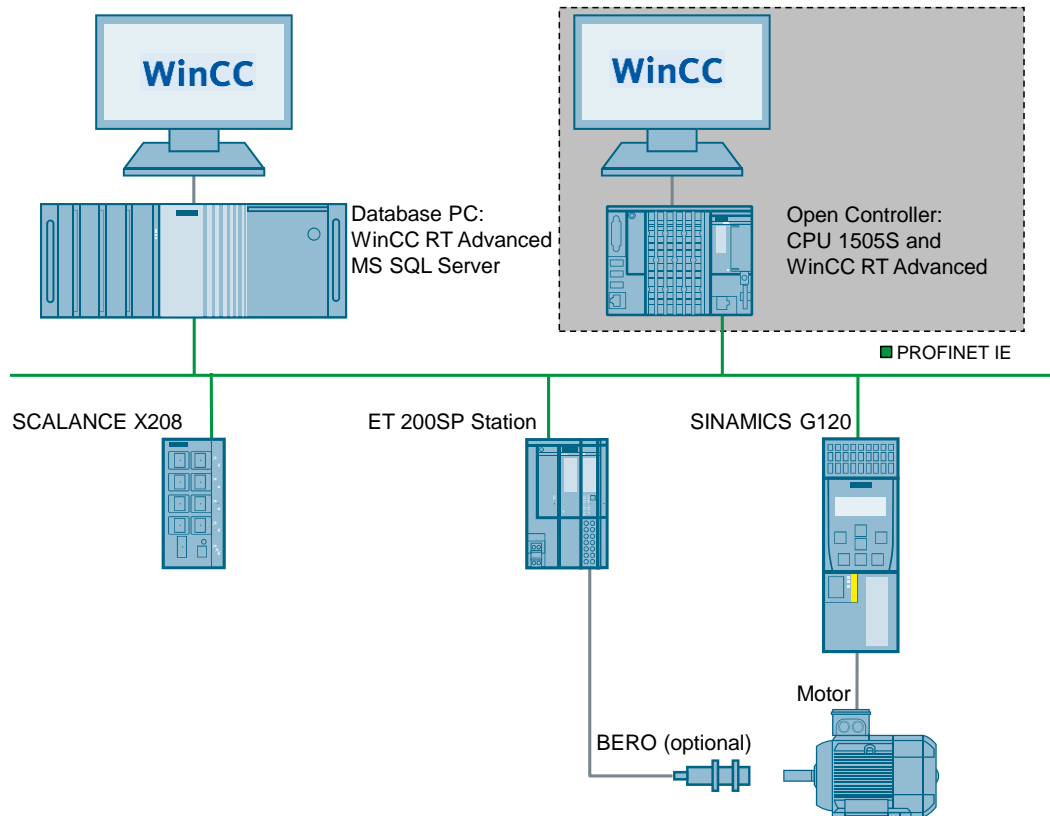 WinCC
WinCC
Database PC:
WinCC RT Advanced
MS SQL Server
Open Controller:
CPU 1505S and
WinCC RT Advanced
PROFINET IE
SCALANCE X208
ET 200SP Station
SINAMICS G120
Motor
BERO (optional)